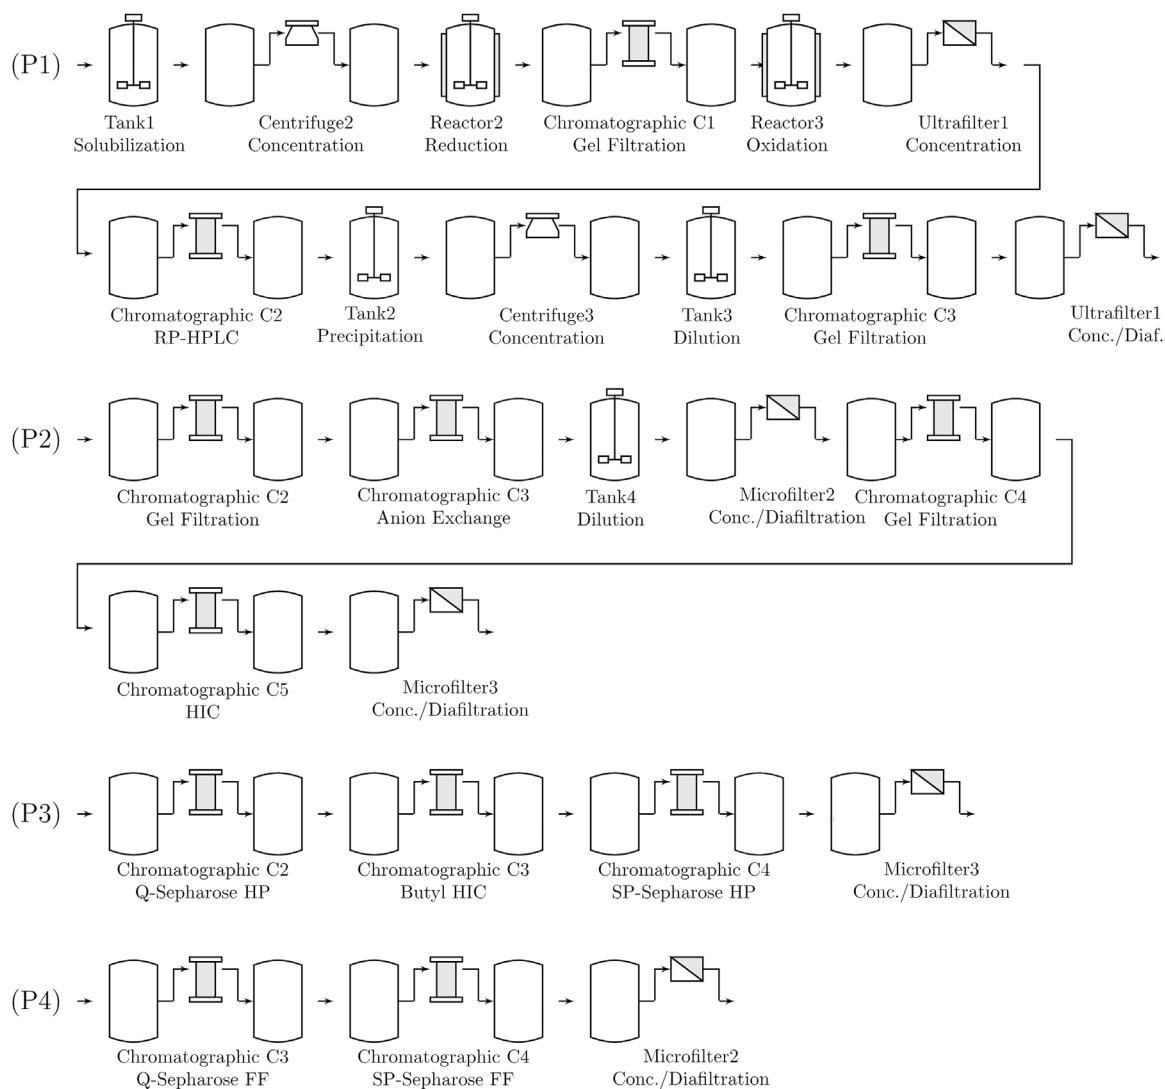 (P1)
Tank1 Centrifuge2 Reactor2 Chromatographic C1 Reactor3 Ultrafilter1
Solubilization Concentration Reduction Gel Filtration Oxidation Concentration
Chromatographic C2 Tank2 Centrifuge3 Tank3 Chromatographic C3 Ultrafilter1
RP-HPLC Precipitation Concentration Dilution Gel Filtration Conc./Diaf.
(P2)
Chromatographic C2 Chromatographic C3 Tank4 Microfilter2 Chromatographic C4
Gel Filtration Anion Exchange Dilution Conc./Diafiltration Gel Filtration
Chromatographic C5 Microfilter3
HIC Conc./Diafiltration
(P3)
Chromatographic C2 Chromatographic C3 Chromatographic C4 Microfilter3
Q-Sepharose HP Butyl HIC SP-Sepharose HP Conc./Diafiltration
(P4)
Chromatographic C3 Chromatographic C4 Microfilter2
Q-Sepharose FF SP-Sepharose FF Conc./Diafiltration